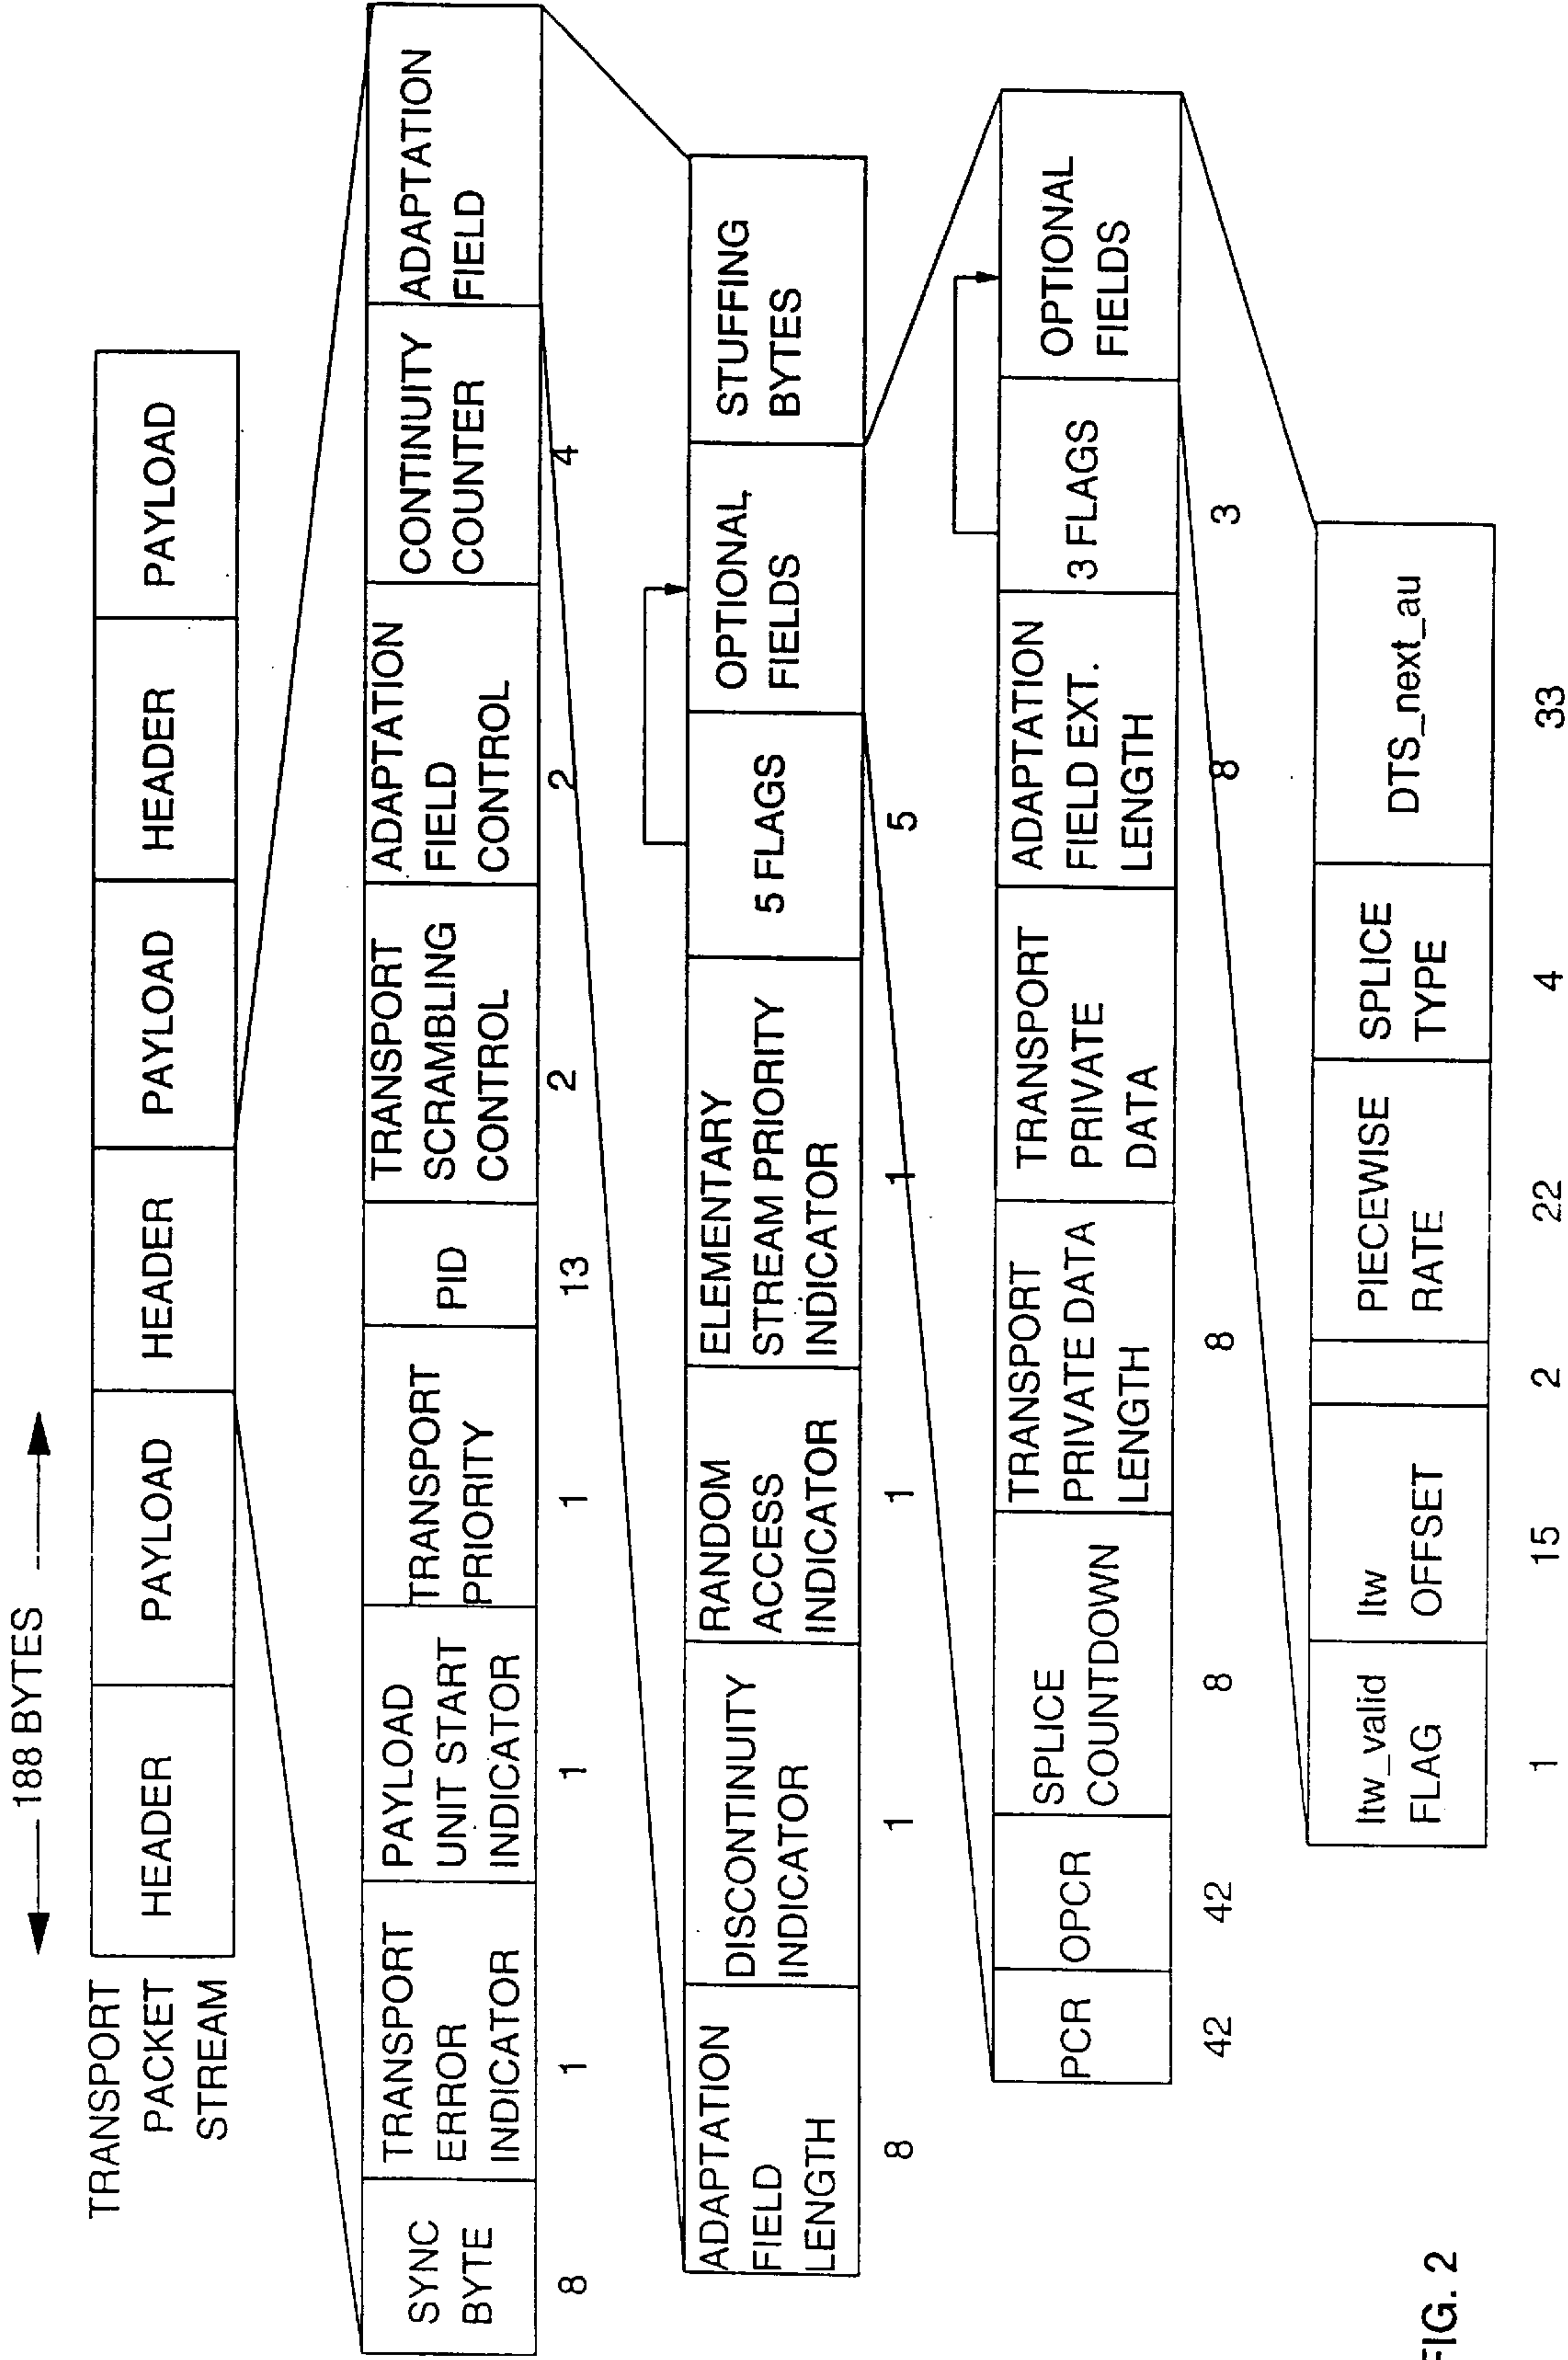 188 BYTES
TRANSPORT
PACKET
STREAM
HEADER
PAYLOAD
HEADER
PAYLOAD
HEADER
PAYLOAD
SYNC
BYTE
TRANSPORT
ERROR
INDICATOR
PAYLOAD
UNIT START
INDICATOR
TRANSPORT
PRIORITY
PID
TRANSPORT
SCRAMBLING
CONTROL
ADAPTATION
FIELD
CONTROL
CONTINUITY
COUNTER
ADAPTATION
FIELD
8
1
1
1
13
2
2
4
ADAPTATION
FIELD
LENGTH
DISCONTINUITY
INDICATOR
RANDOM
ACCESS
INDICATOR
ELEMENTARY
STREAM PRIORITY
INDICATOR
5 FLAGS
OPTIONAL
FIELDS
STUFFING
BYTES
8
1
1
1
5
PCR
OPCR
SPLICE
COUNTDOWN
TRANSPORT
PRIVATE DATA
LENGTH
TRANSPORT
PRIVATE
DATA
ADAPTATION
FIELD EXT.
LENGTH
3 FLAGS
OPTIONAL
FIELDS
42
42
8
8
8
3
ltw_valid
FLAG
ltw
OFFSET
PIECEWISE
RATE
SPLICE
TYPE
DTS_next_au
1
15
2
22
4
33
FIG. 2